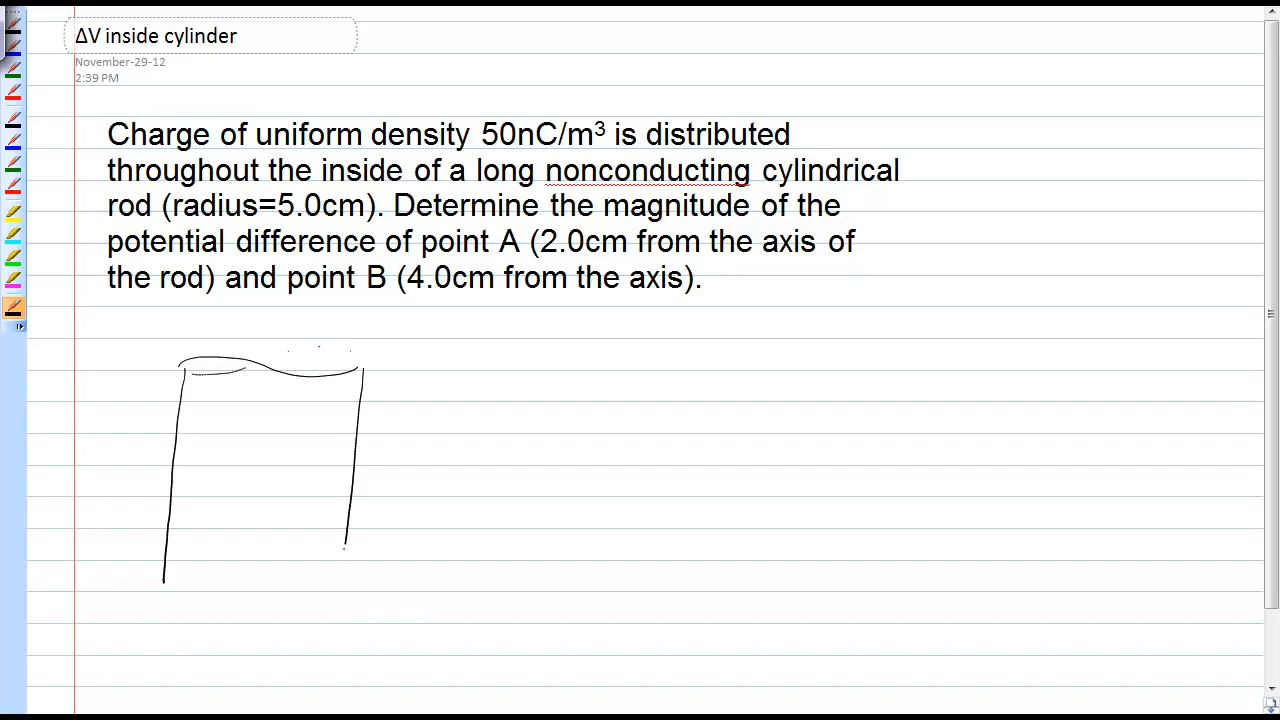 ΔV inside cylinder
November-29-12
2:39 PM
Charge of uniform density 50nC/m³ is distributed
throughout the inside of a long nonconducting cylindrical
rod (radius=5.0cm). Determine the magnitude of the
potential difference of point A (2.0cm from the axis of
the rod) and point B (4.0cm from the axis).